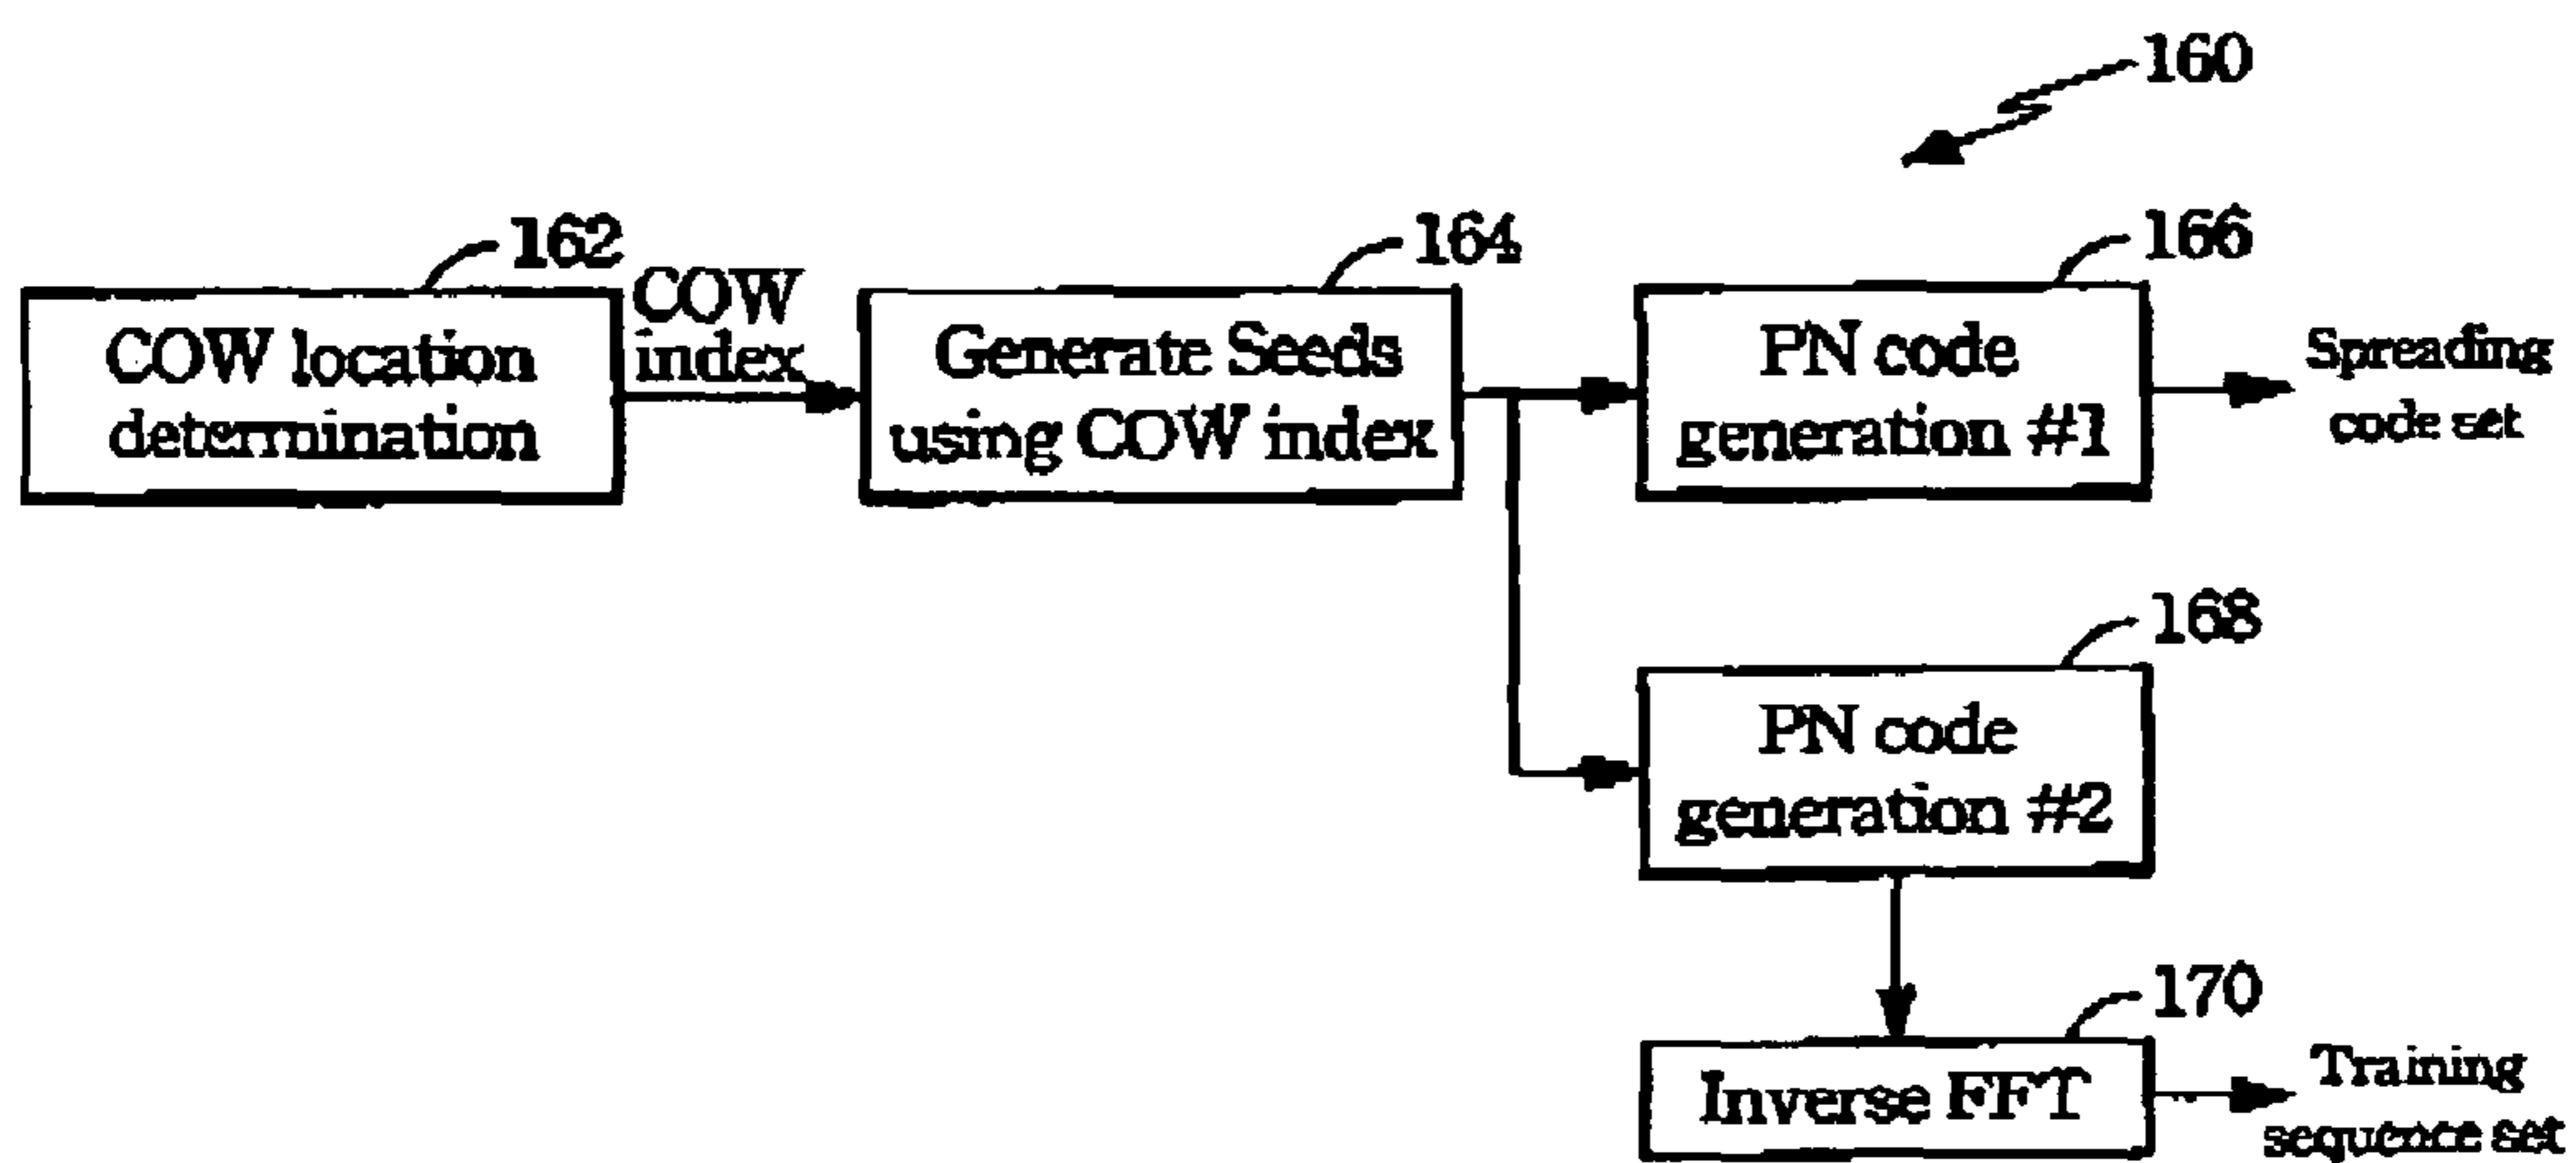 160
162
COW location
determination
COW
index
164
Generate Seeds
using COW index
166
PN code
generation #1
Spreading
code set
168
PN code
generation #2
170
Inverse FFT
Training
sequence set